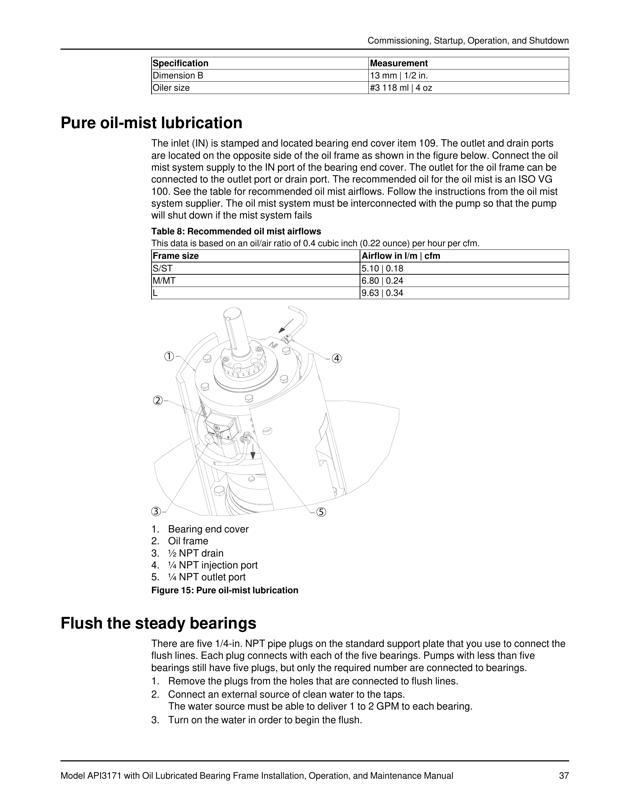 Commissioning, Startup, Operation, and Shutdown
Specification Measurement
Dimension B 13 mm | 1/2 in.
Oiler size #3 118 ml | 4 oz
Pure oil-mist lubrication
The inlet (IN) is stamped and located bearing end cover item 109. The outlet and drain ports
are located on the opposite side of the oil frame as shown in the figure below. Connect the oil
mist system supply to the IN port of the bearing end cover. The outlet for the oil frame can be
connected to the outlet port or drain port. The recommended oil for the oil mist is an ISO VG
100. See the table for recommended oil mist airflows. Follow the instructions from the oil mist
system supplier. The oil mist system must be interconnected with the pump so that the pump
will shut down if the mist system fails
Table 8: Recommended oil mist airflows
This data is based on an oil/air ratio of 0.4 cubic inch (0.22 ounce) per hour per cfm.
Frame size Airflow in l/m | cfm
S/ST 5.10 | 0.18
M/MT 6.80 | 0.24
L 9.63 | 0.34
IN
1
4
2
3
5
1. Bearing end cover
2. Oil frame
3. ½ NPT drain
4. ¼ NPT injection port
5. ¼ NPT outlet port
Figure 15: Pure oil-mist lubrication
Flush the steady bearings
There are five 1/4-in. NPT pipe plugs on the standard support plate that you use to connect the
flush lines. Each plug connects with each of the five bearings. Pumps with less than five
bearings still have five plugs, but only the required number are connected to bearings.
1. Remove the plugs from the holes that are connected to flush lines.
2. Connect an external source of clean water to the taps.
The water source must be able to deliver 1 to 2 GPM to each bearing.
3. Turn on the water in order to begin the flush.
Model API3171 with Oil Lubricated Bearing Frame Installation, Operation, and Maintenance Manual 37